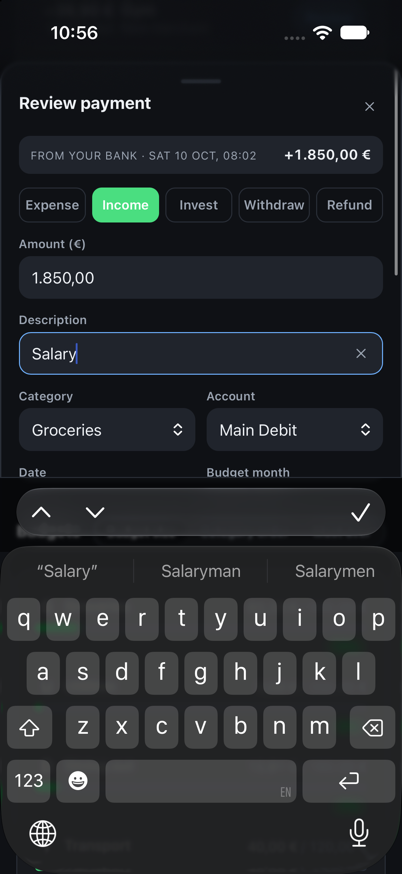 10:56
Review payment
FROM YOUR BANK · SAT 10 OCT, 08:02 +1.850,00 €
Expense Income Invest Withdraw Refund
Amount (€)
1.850,00
Description
Salary
Category Account
Groceries Main Debit
Date Budget month
“Salary” Salaryman Salarymen
q w e r t y u i o p
a s d f g h j k l
z x c v b n m
123 EN